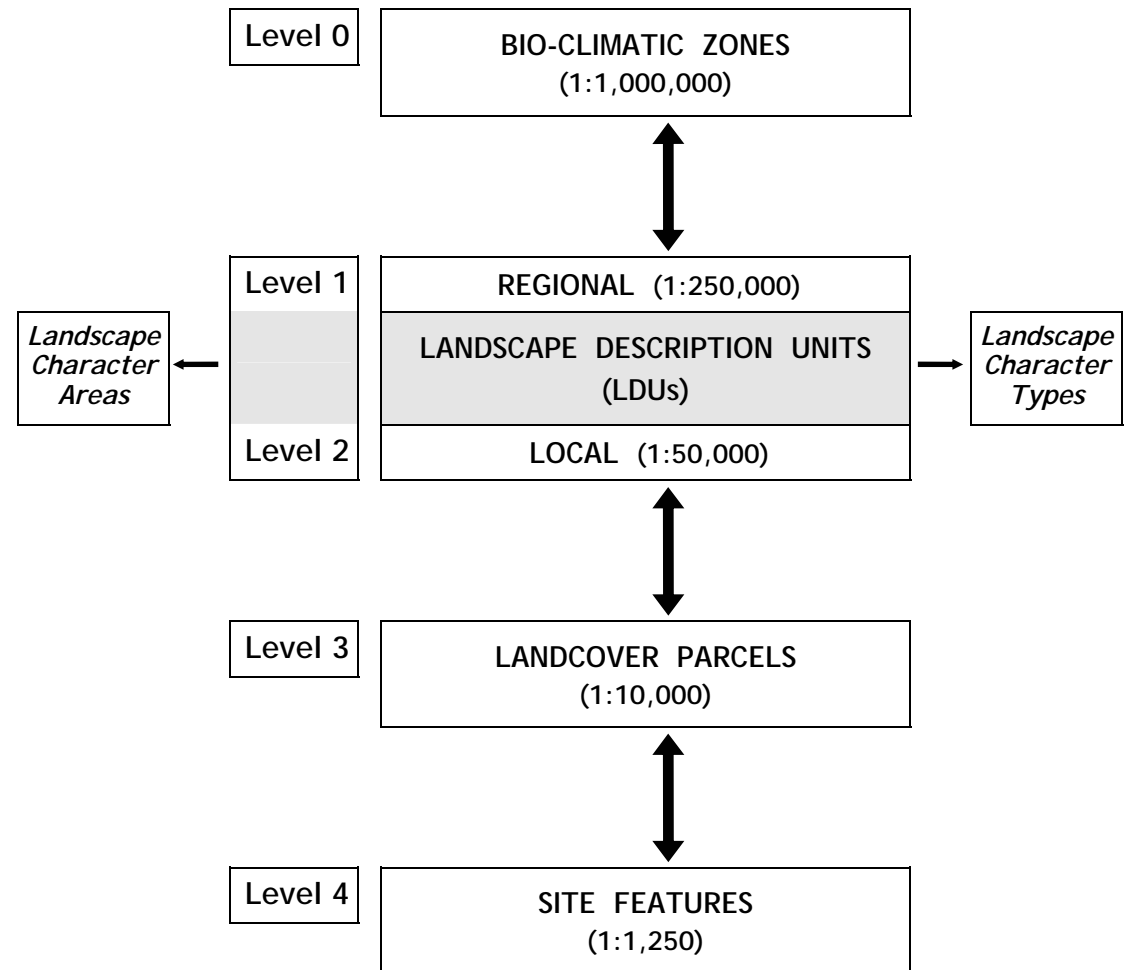 Level 0
BIO-CLIMATIC ZONES
(1:1,000,000)
Level 1
REGIONAL (1:250,000)
Landscape
Character
Areas
LANDSCAPE DESCRIPTION UNITS
(LDUs)
Landscape
Character
Types
Level 2
LOCAL (1:50,000)
Level 3
LANDCOVER PARCELS
(1:10,000)
Level 4
SITE FEATURES
(1:1,250)